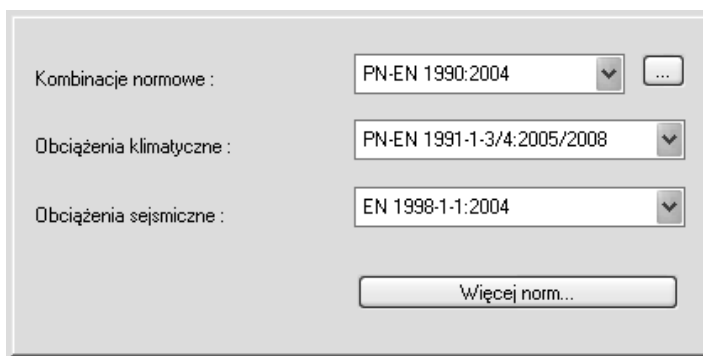 Kombinacje normowe : PN-EN 1990:2004 ...
Obciążenia klimatyczne : PN-EN 1991-1-3/4:2005/2008
Obciążenia sejsmiczne : EN 1998-1-1:2004
Więcej norm...